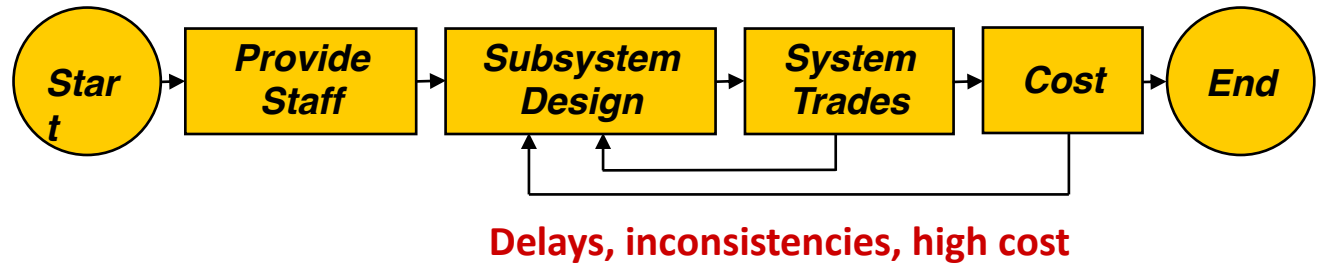 Star
t
Provide
Staff
Subsystem
Design
System
Trades
Cost
End
Delays, inconsistencies, high cost